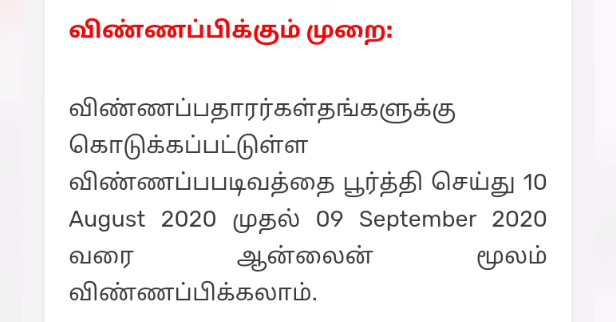 விண்ணப்பிக்கும் முறை:
விண்ணப்பதாரர்கள்தங்களுக்கு
கொடுக்கப்பட்டுள்ள
விண்ணப்பபடிவத்தை பூர்த்தி செய்து 10
August 2020 முதல் 09 September 2020
வரை ஆன்லைன் மூலம்
விண்ணப்பிக்கலாம்.